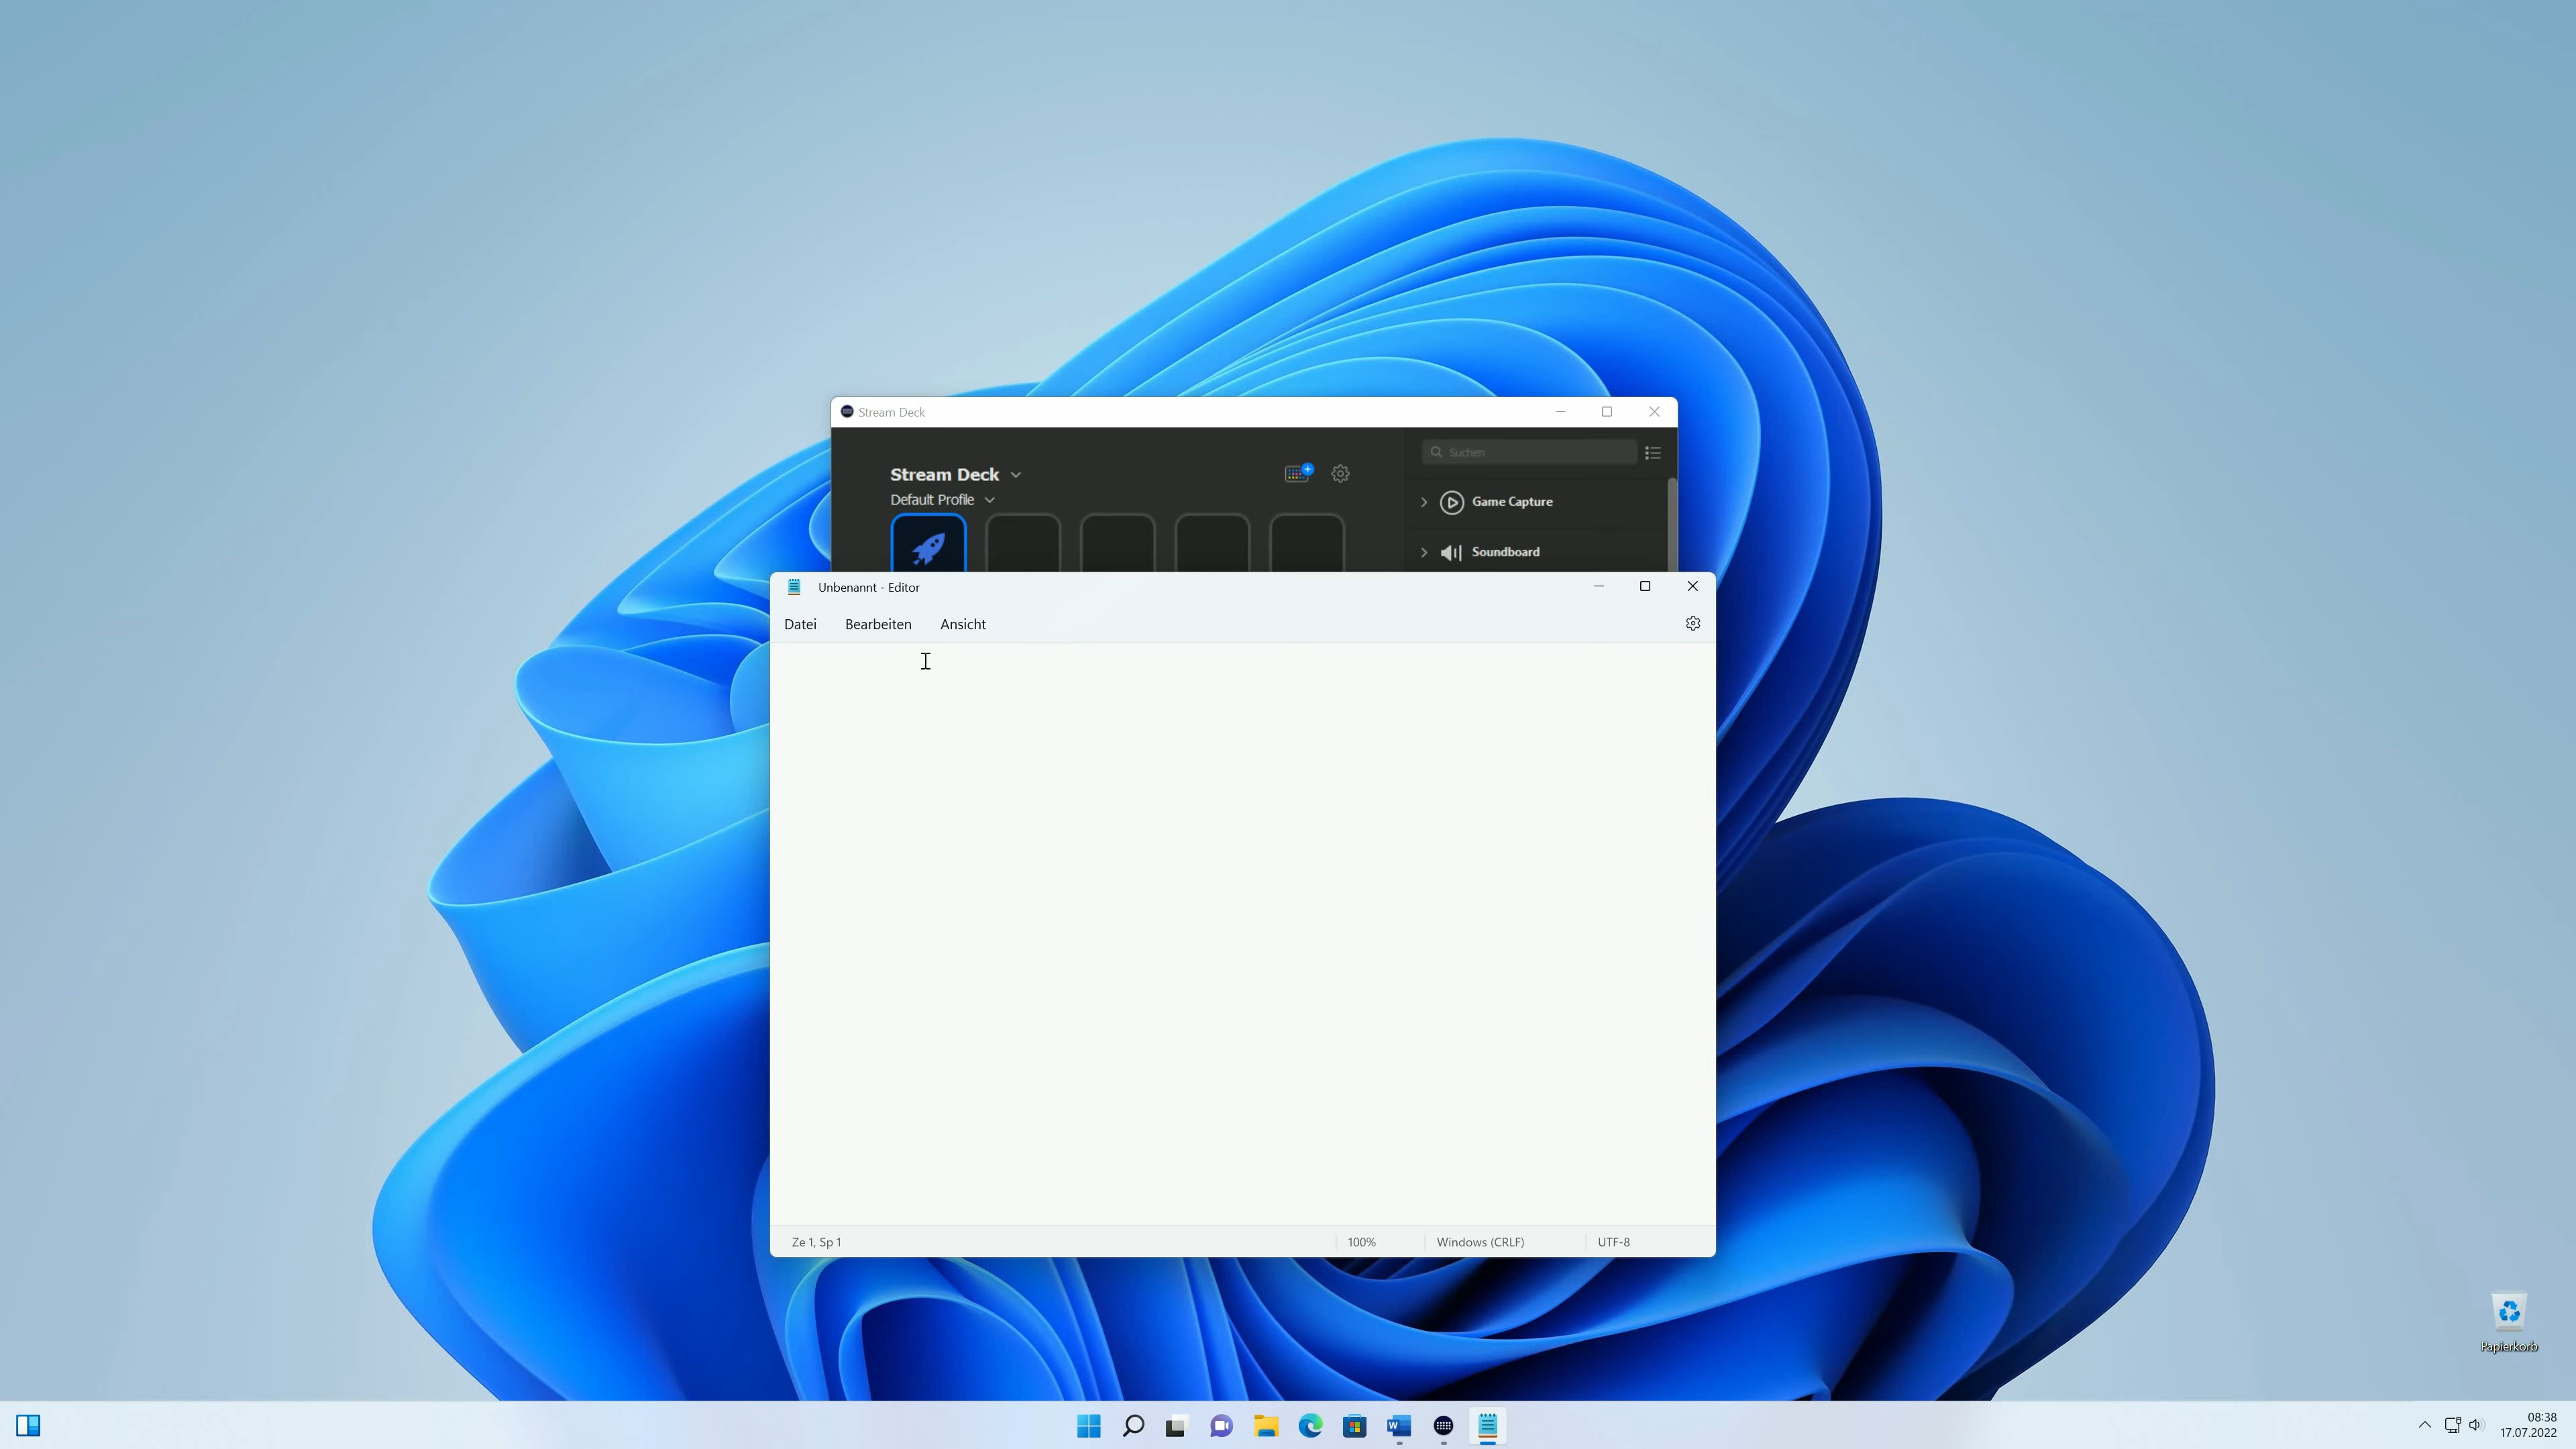 Stream Deck
Suchen
Stream Deck
Default Profile
Game Capture
Soundboard
Unbenannt - Editor
Datei Bearbeiten Ansicht
Ze 1, Sp 1 100% Windows (CRLF) UTF-8
Papierkorb
W
08:38
17.07.2022